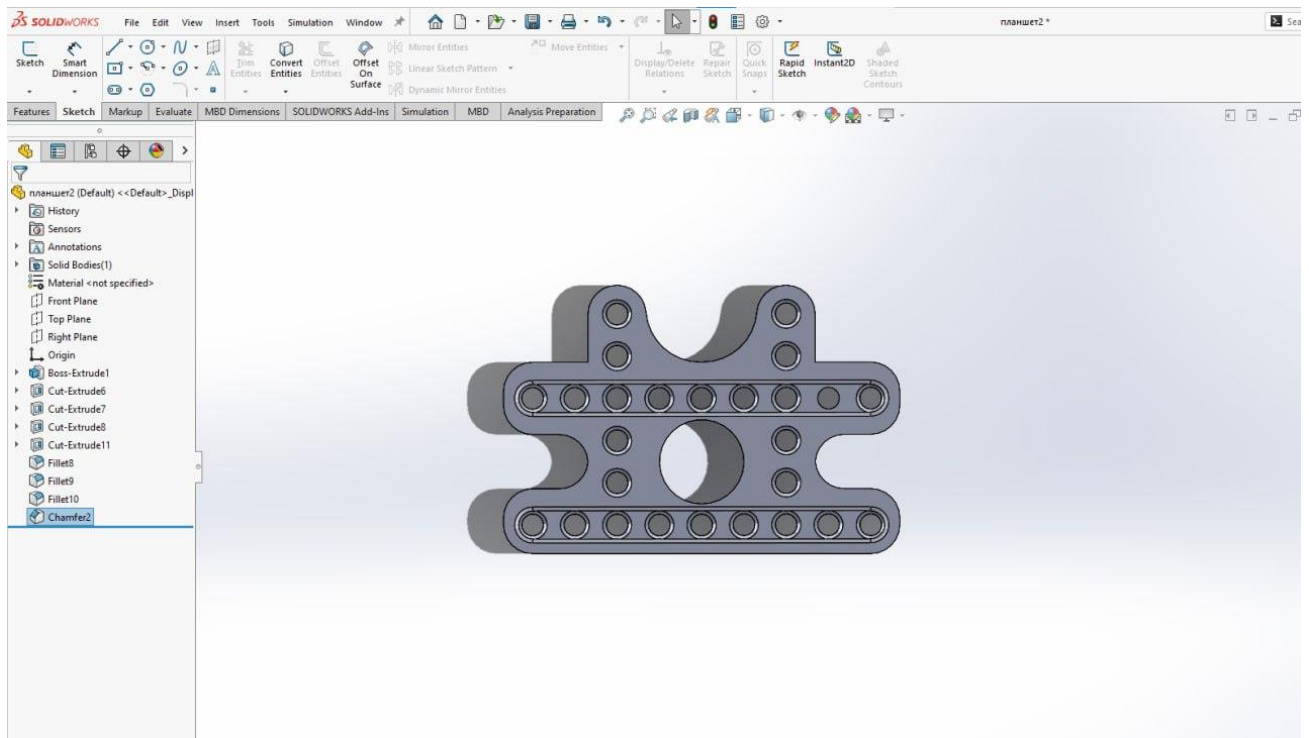 SOLIDWORKS File Edit View Insert Tools Simulation Window планшет2 * Sea
Sketch Smart Dimension Trim Entities Convert Entities Offset Entities Offset On Surface Mirror Entities Linear Sketch Pattern Dynamic Mirror Entities Move Entities Display/Delete Relations Repair Sketch Quick Snaps Rapid Sketch Instant2D Shaded Sketch Contours
Features Sketch Markup Evaluate MBD Dimensions SOLIDWORKS Add-Ins Simulation MBD Analysis Preparation
планшет2 (Default) <<Default>_Displ
History
Sensors
Annotations
Solid Bodies(1)
Material <not specified>
Front Plane
Top Plane
Right Plane
Origin
Boss-Extrude1
Cut-Extrude6
Cut-Extrude7
Cut-Extrude8
Cut-Extrude11
Fillet8
Fillet9
Fillet10
Chamfer2